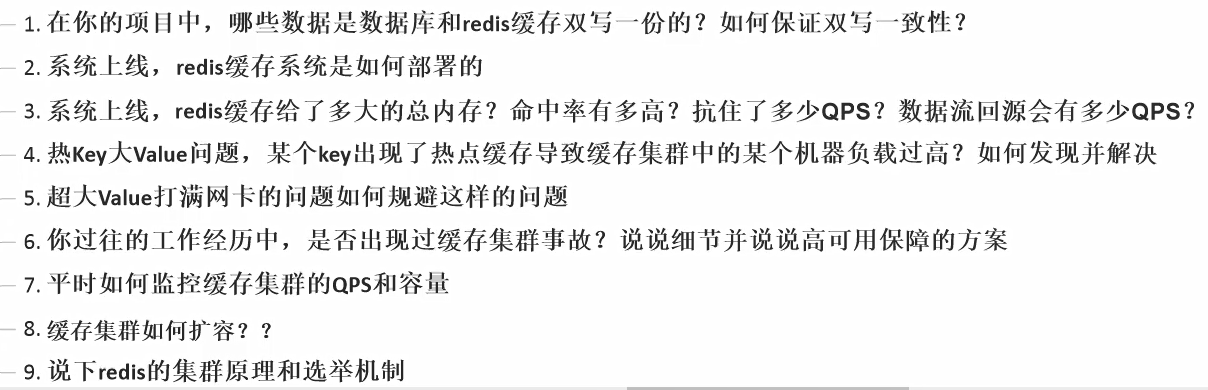 1. 在你的项目中，哪些数据是数据库和redis缓存双写一份的？如何保证双写一致性？
2. 系统上线，redis缓存系统是如何部署的
3. 系统上线，redis缓存给了多大的总内存？命中率有多高？抗住了多少QPS？数据流回源会有多少QPS？
4. 热Key大Value问题，某个key出现了热点缓存导致缓存集群中的某个机器负载过高？如何发现并解决
5. 超大Value打满网卡的问题如何规避这样的问题
6. 你过往的工作经历中，是否出现过缓存集群事故？说说细节并说说高可用保障的方案
7. 平时如何监控缓存集群的QPS和容量
8. 缓存集群如何扩容？？
9. 说下redis的集群原理和选举机制